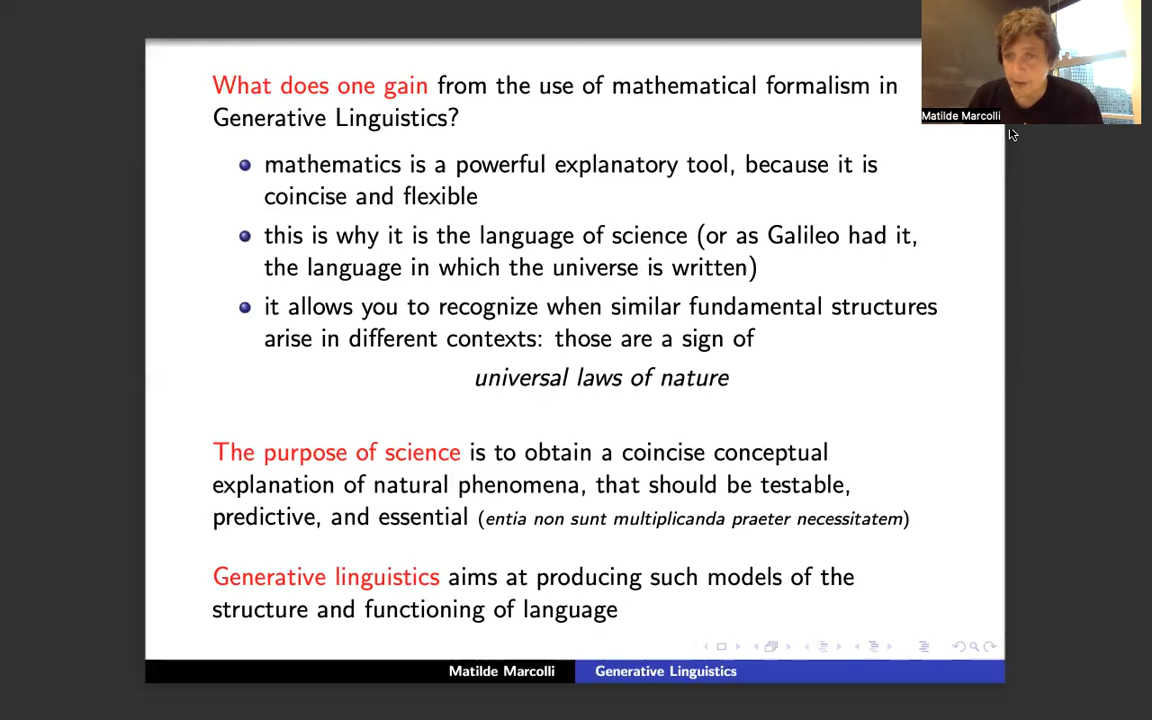 What does one gain from the use of mathematical formalism in
Generative Linguistics?
mathematics is a powerful explanatory tool, because it is
coincise and flexible
this is why it is the language of science (or as Galileo had it,
the language in which the universe is written)
it allows you to recognize when similar fundamental structures
arise in different contexts: those are a sign of
universal laws of nature
The purpose of science is to obtain a coincise conceptual
explanation of natural phenomena, that should be testable,
predictive, and essential (entia non sunt multiplicanda praeter necessitatem)
Generative linguistics aims at producing such models of the
structure and functioning of language
Matilde Marcolli
Generative Linguistics
Matilde Marcolli